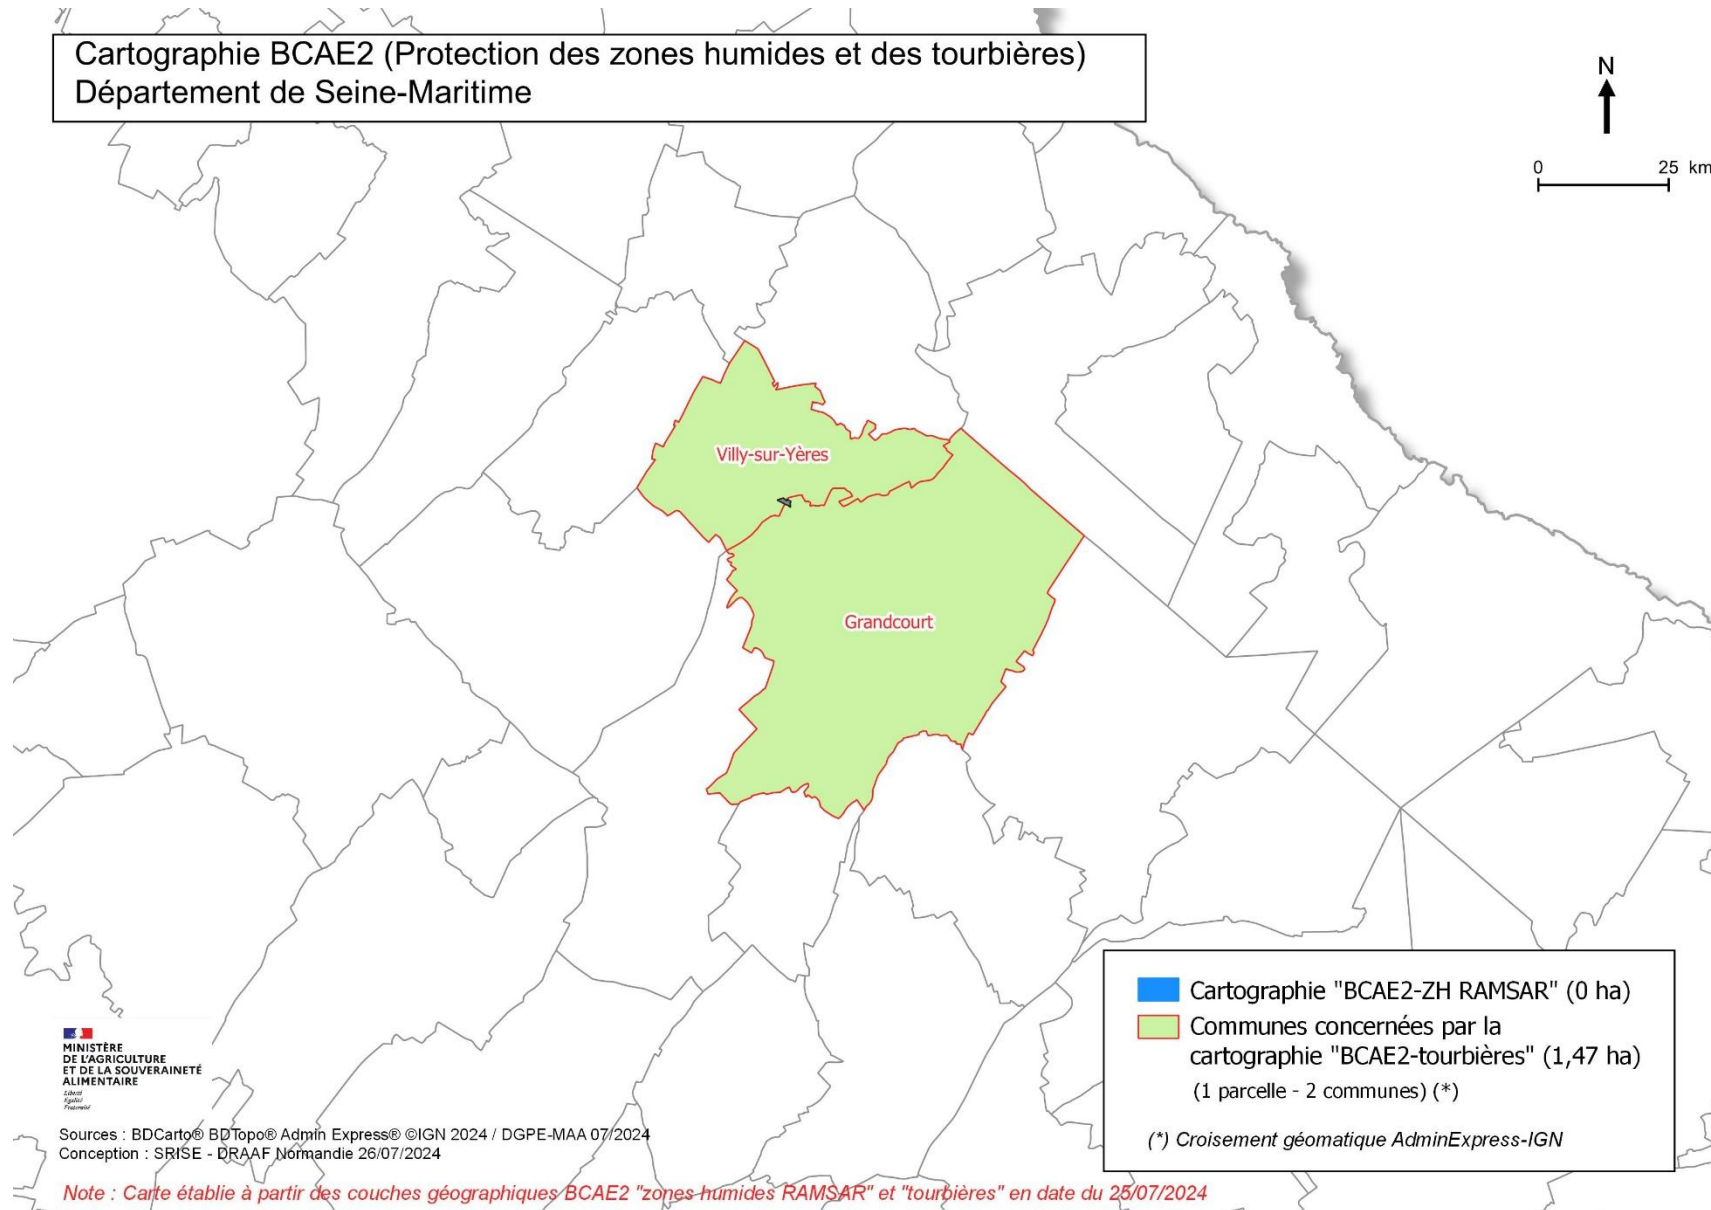 Cartographie BCAE2 (Protection des zones humides et des tourbières)
Département de Seine-Maritime
N
0 25 km
Villy-sur-Yères
Grandcourt
Cartographie "BCAE2-ZH RAMSAR" (0 ha)
Communes concernées par la
cartographie "BCAE2-tourbières" (1,47 ha)
(1 parcelle - 2 communes) (*)
(*) Croisement géomatique AdminExpress-IGN
MINISTÈRE
DE L'AGRICULTURE
ET DE LA SOUVERAINETÉ
ALIMENTAIRE
Liberté
Égalité
Fraternité
Sources : BDCarto® BDTopo® Admin Express® ©IGN 2024 / DGPE-MAA 07/2024
Conception : SRISE - DRAAF Normandie 26/07/2024
Note : Carte établie à partir des couches géographiques BCAE2 "zones humides RAMSAR" et "tourbières" en date du 25/07/2024